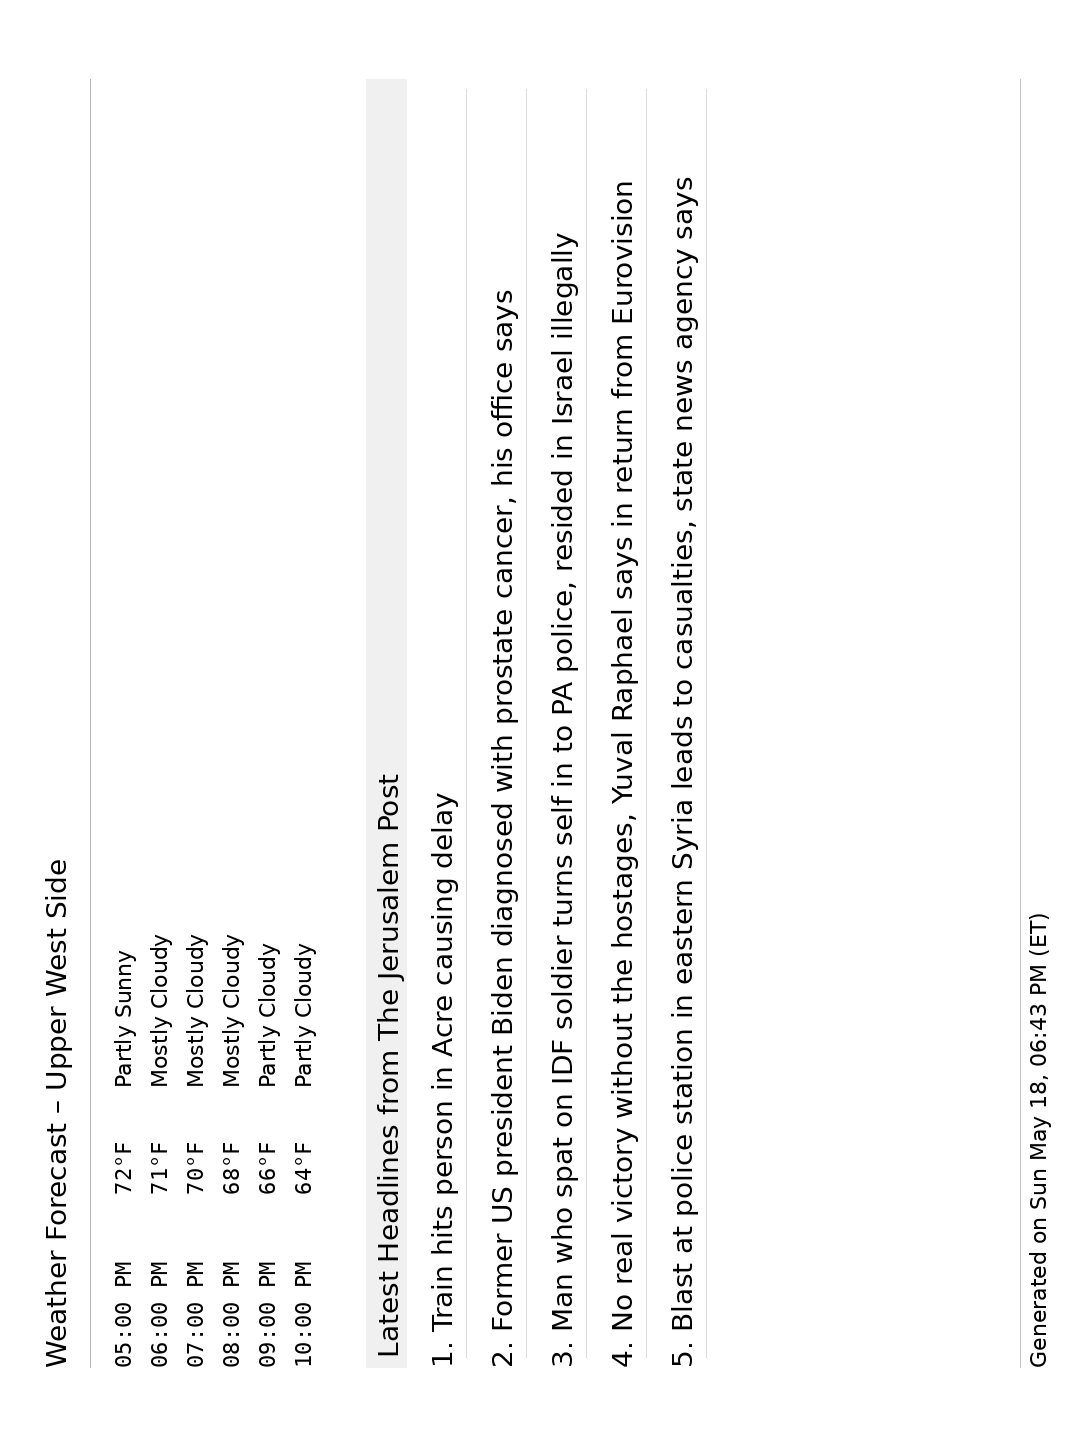 Weather Forecast – Upper West Side
05:00 PM 72°F Partly Sunny
06:00 PM 71°F Mostly Cloudy
07:00 PM 70°F Mostly Cloudy
08:00 PM 68°F Mostly Cloudy
09:00 PM 66°F Partly Cloudy
10:00 PM 64°F Partly Cloudy
Latest Headlines from The Jerusalem Post
1. Train hits person in Acre causing delay
2. Former US president Biden diagnosed with prostate cancer, his office says
3. Man who spat on IDF soldier turns self in to PA police, resided in Israel illegally
4. No real victory without the hostages, Yuval Raphael says in return from Eurovision
5. Blast at police station in eastern Syria leads to casualties, state news agency says
Generated on Sun May 18, 06:43 PM (ET)